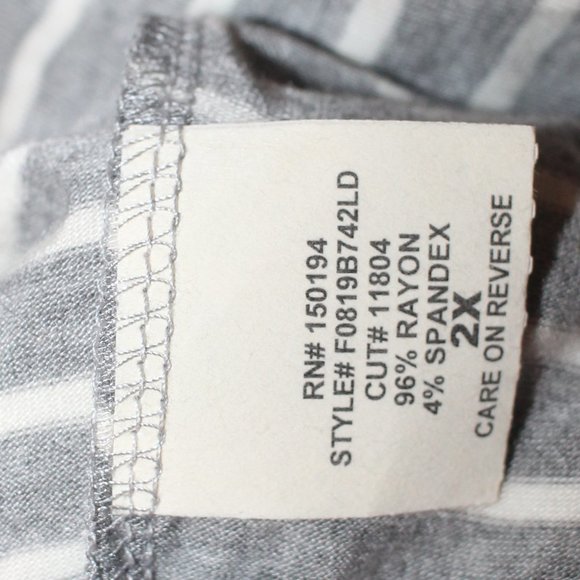 RN# 150194
STYLE# F0819B742LD
CUT# 11804
96% RAYON
4% SPANDEX
2X
CARE ON REVERSE